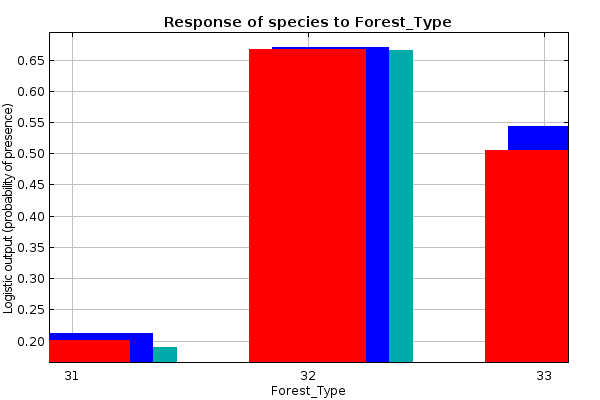 Response of species to Forest_Type
Logistic output (probability of presence)
0.65
0.60
0.55
0.50
0.45
0.40
0.35
0.30
0.25
0.20
31 32 33
Forest_Type